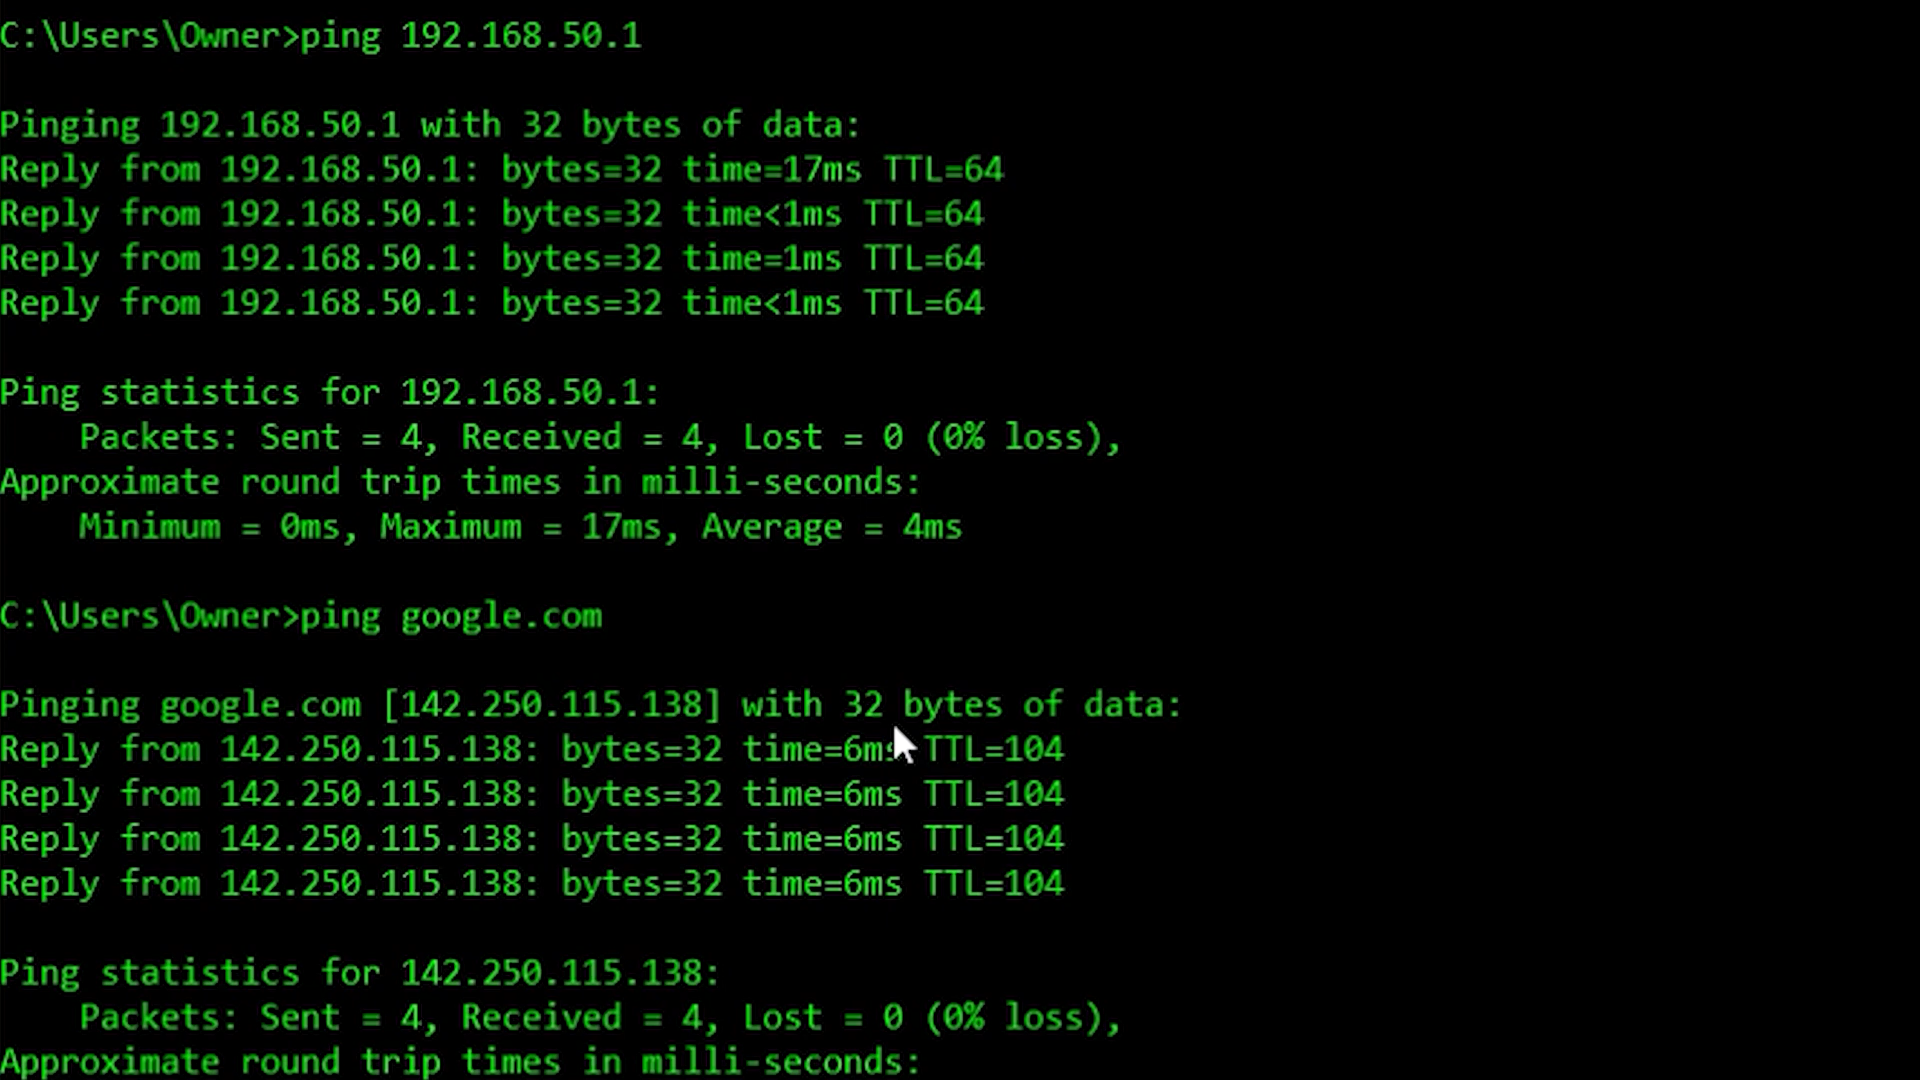 C:\Users\Owner>ping 192.168.50.1
Pinging 192.168.50.1 with 32 bytes of data:
Reply from 192.168.50.1: bytes=32 time=17ms TTL=64
Reply from 192.168.50.1: bytes=32 time<1ms TTL=64
Reply from 192.168.50.1: bytes=32 time=1ms TTL=64
Reply from 192.168.50.1: bytes=32 time<1ms TTL=64
Ping statistics for 192.168.50.1:
    Packets: Sent = 4, Received = 4, Lost = 0 (0% loss),
Approximate round trip times in milli-seconds:
    Minimum = 0ms, Maximum = 17ms, Average = 4ms
C:\Users\Owner>ping google.com
Pinging google.com [142.250.115.138] with 32 bytes of data:
Reply from 142.250.115.138: bytes=32 time=6ms TTL=104
Reply from 142.250.115.138: bytes=32 time=6ms TTL=104
Reply from 142.250.115.138: bytes=32 time=6ms TTL=104
Reply from 142.250.115.138: bytes=32 time=6ms TTL=104
Ping statistics for 142.250.115.138:
    Packets: Sent = 4, Received = 4, Lost = 0 (0% loss),
Approximate round trip times in milli-seconds: